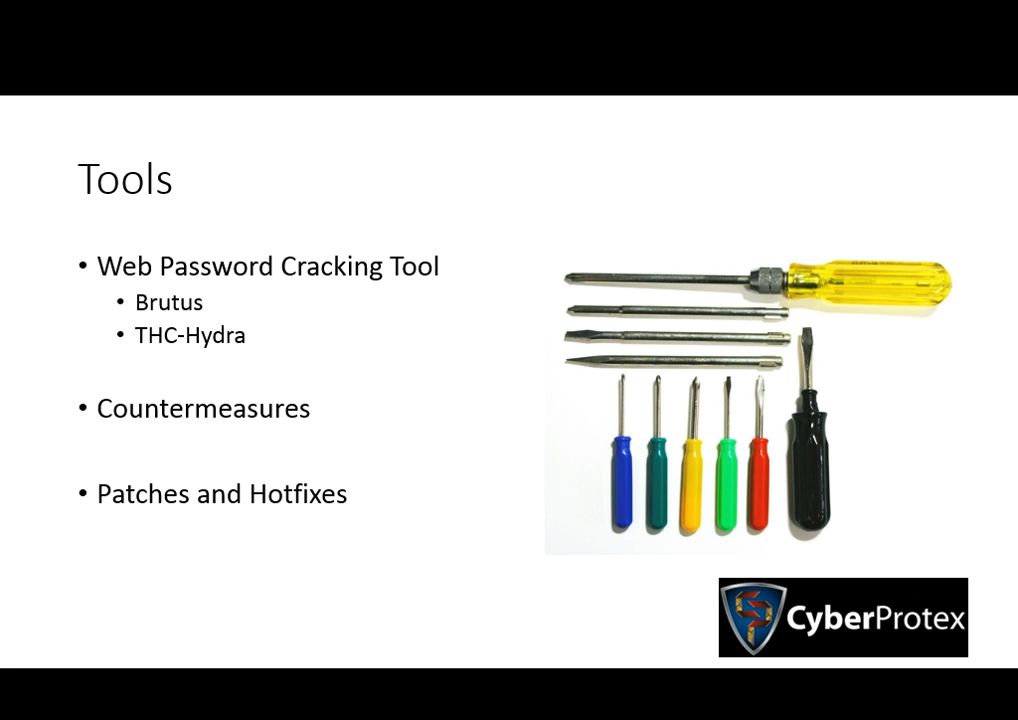 Tools
• Web Password Cracking Tool
• Brutus
• THC-Hydra
• Countermeasures
• Patches and Hotfixes
CyberProtex